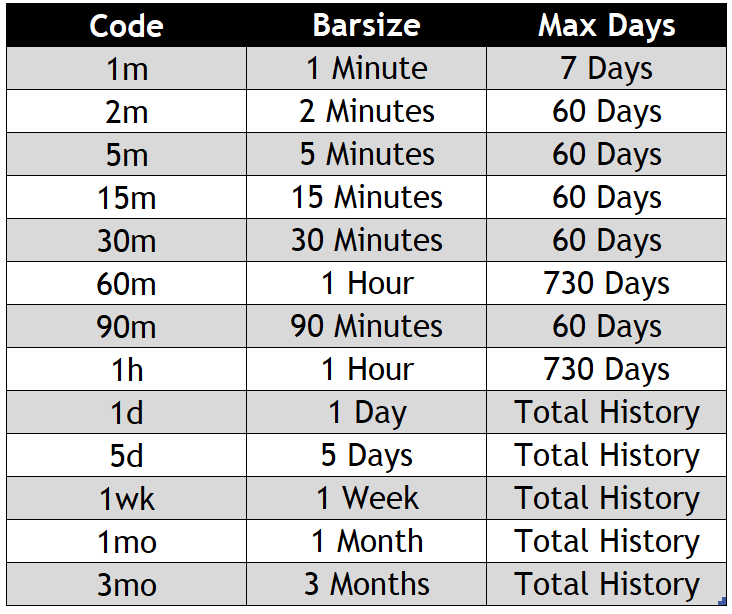 Code Barsize Max Days
1m 1 Minute 7 Days
2m 2 Minutes 60 Days
5m 5 Minutes 60 Days
15m 15 Minutes 60 Days
30m 30 Minutes 60 Days
60m 1 Hour 730 Days
90m 90 Minutes 60 Days
1h 1 Hour 730 Days
1d 1 Day Total History
5d 5 Days Total History
1wk 1 Week Total History
1mo 1 Month Total History
3mo 3 Months Total History